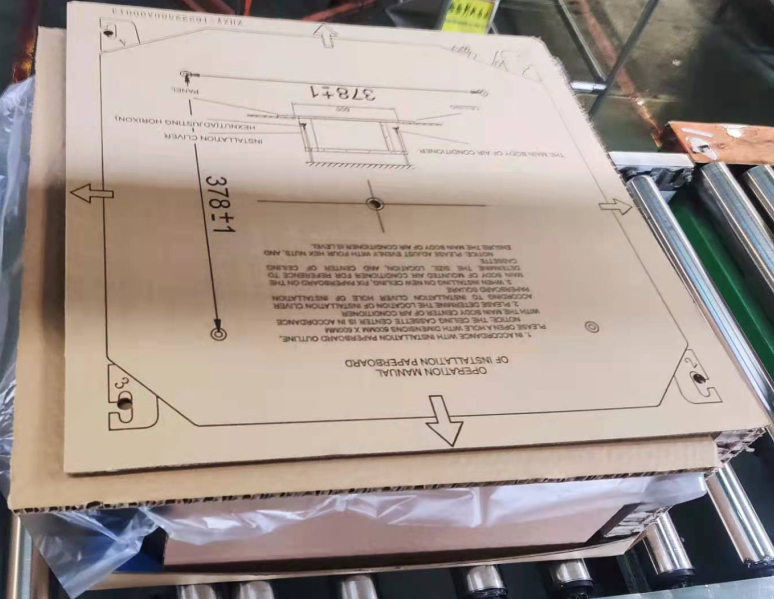 OPERATION MANUAL
OF INSTALLATION PAPERBOARD
1. IN ACCORDANCE WITH INSTALLATION PAPERBOARD OUTLINE,
PLEASE OPEN A HOLE WITH DIMENSIONS 600MM X 600MM
NOTICE, THE CEILING CASSETTE CENTER IS IN ACCORDANCE
WITH THE MAIN BODY OF CENTER OF AIR CONDITIONER
2. PLEASE DETERMINE THE LOCATION OF INSTALLATION CLIVER
ACCORDING TO INSTALLATION CLIVER HOLE OF INSTALLATION
PAPERBOARD SQUARE
3. WHEN INSTALLING ON NEW CEILING, FIX PAPERBOARD ON THE
MAIN BODY OF MOUNTED AIR CONDITIONER FOR REFERENCE TO
DETERMINE THE SIZE, LOCATION, AND CENTER OF CEILING
CASSETTE
NOTICE, PLEASE ADJUST EVENLY WITH FOUR HEX NUTS, AND
ENSURE THE MAIN BODY OF AIR CONDITIONER IS LEVEL
378±1
THE MAIN BODY OF AIR CONDITIONER
INSTALLATION CLIVER
HEXNUT(ADJUSTING HORIXON)
CEILING
PANEL
600
378±1
2
3